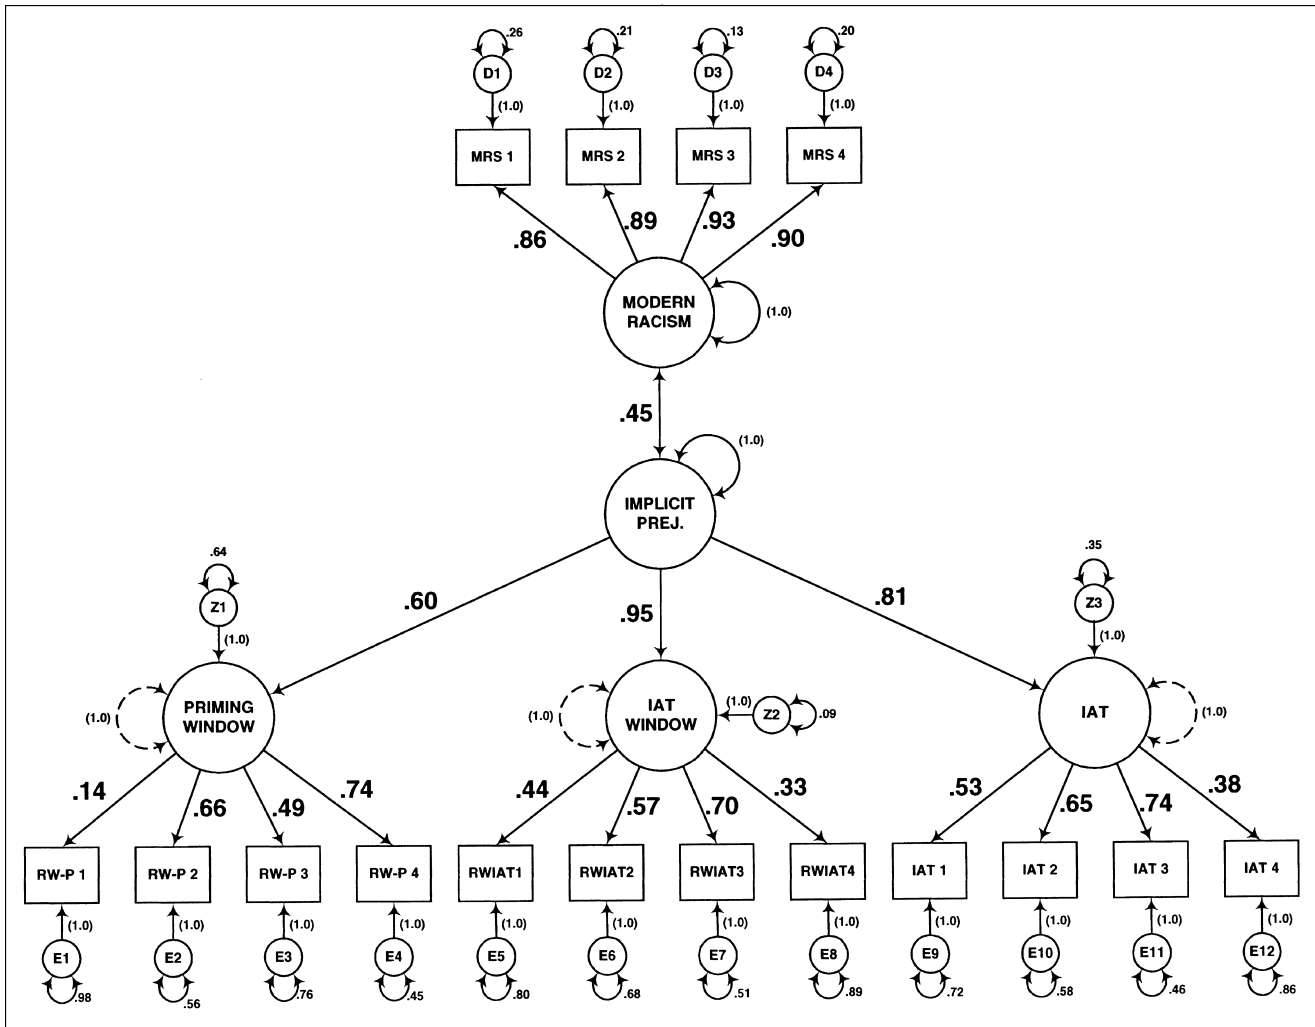 .26 .21 .13 .20
D1 D2 D3 D4
(1.0) (1.0) (1.0) (1.0)
MRS 1 MRS 2 MRS 3 MRS 4
.86 .89 .93 .90
MODERN
RACISM
(1.0)
.45
(1.0)
IMPLICIT
PREJ.
.64 .35
Z1 Z3
.60 .95 .81
(1.0) (1.0)
PRIMING
WINDOW
(1.0)
IAT
WINDOW
(1.0)
(1.0) Z2 .09
IAT
(1.0)
.14 .66 .49 .74 .44 .57 .70 .33 .53 .65 .74 .38
RW-P 1 RW-P 2 RW-P 3 RW-P 4 RWIAT1 RWIAT2 RWIAT3 RWIAT4 IAT 1 IAT 2 IAT 3 IAT 4
(1.0) (1.0) (1.0) (1.0) (1.0) (1.0) (1.0) (1.0) (1.0) (1.0) (1.0) (1.0)
E1 E2 E3 E4 E5 E6 E7 E8 E9 E10 E11 E12
.98 .56 .76 .45 .80 .68 .51 .89 .72 .58 .46 .86